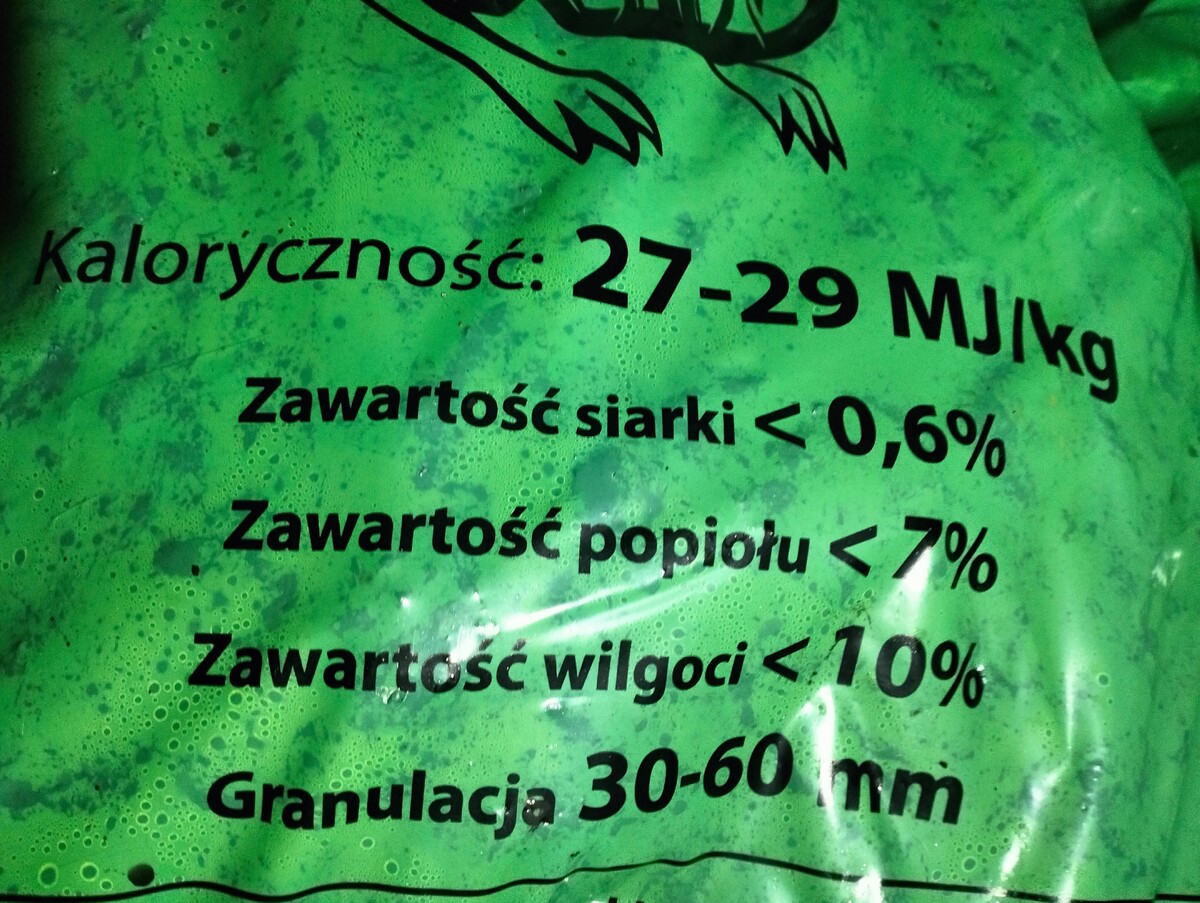 Kaloryczność: 27-29 MJ/kg
Zawartość siarki < 0,6%
Zawartość popiołu < 7%
Zawartość wilgoci < 10%
Granulacja 30-60 mm